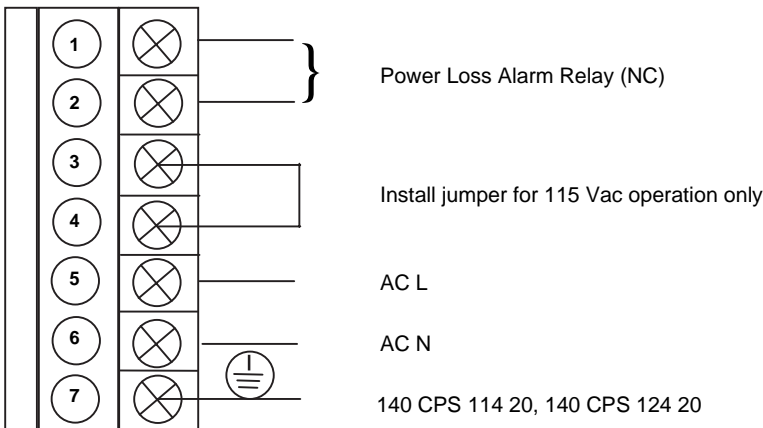 1
2
Power Loss Alarm Relay (NC)
3
4
Install jumper for 115 Vac operation only
5
AC L
6
AC N
7
140 CPS 114 20, 140 CPS 124 20